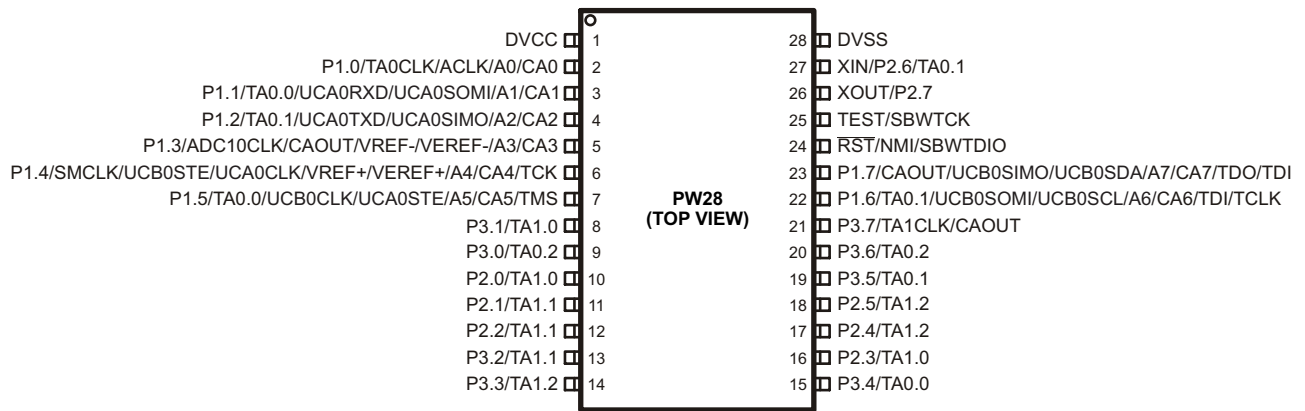 DVCC 1 28 DVSS
P1.0/TA0CLK/ACLK/A0/CA0 2 27 XIN/P2.6/TA0.1
P1.1/TA0.0/UCA0RXD/UCA0SOMI/A1/CA1 3 26 XOUT/P2.7
P1.2/TA0.1/UCA0TXD/UCA0SIMO/A2/CA2 4 25 TEST/SBWTCK
P1.3/ADC10CLK/CAOUT/VREF-/VEREF-/A3/CA3 5 24 RST/NMI/SBWTDIO
P1.4/SMCLK/UCB0STE/UCA0CLK/VREF+/VEREF+/A4/CA4/TCK 6 23 P1.7/CAOUT/UCB0SIMO/UCB0SDA/A7/CA7/TDO/TDI
P1.5/TA0.0/UCB0CLK/UCA0STE/A5/CA5/TMS 7 PW28 22 P1.6/TA0.1/UCB0SOMI/UCB0SCL/A6/CA6/TDI/TCLK
P3.1/TA1.0 8 (TOP VIEW) 21 P3.7/TA1CLK/CAOUT
P3.0/TA0.2 9 20 P3.6/TA0.2
P2.0/TA1.0 10 19 P3.5/TA0.1
P2.1/TA1.1 11 18 P2.5/TA1.2
P2.2/TA1.1 12 17 P2.4/TA1.2
P3.2/TA1.1 13 16 P2.3/TA1.0
P3.3/TA1.2 14 15 P3.4/TA0.0